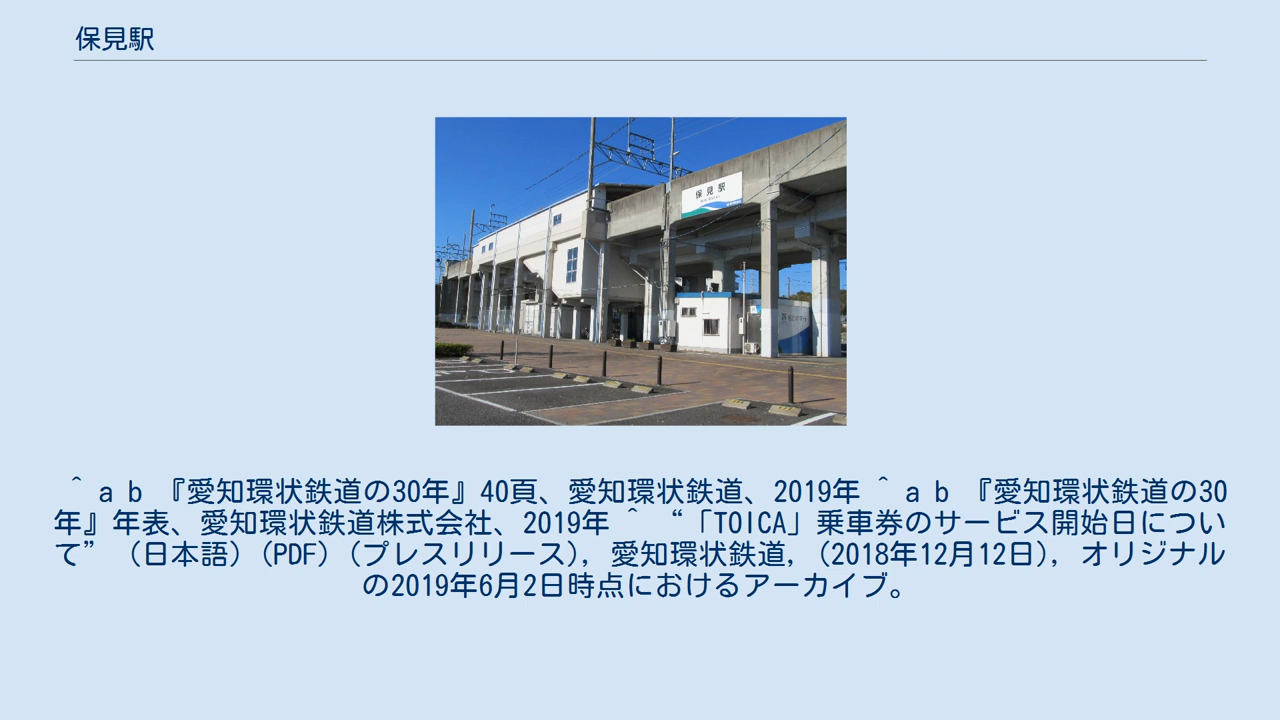 保見駅
保見駅
＾ a b 『愛知環状鉄道の30年』40頁、愛知環状鉄道、2019年 ＾ a b 『愛知環状鉄道の30
年』年表、愛知環状鉄道株式会社、2019年 ＾ “「TOICA」乗車券のサービス開始日につい
て” （日本語）（PDF）（プレスリリース）, 愛知環状鉄道, （2018年12月12日）, オリジナル
の2019年6月2日時点におけるアーカイブ。